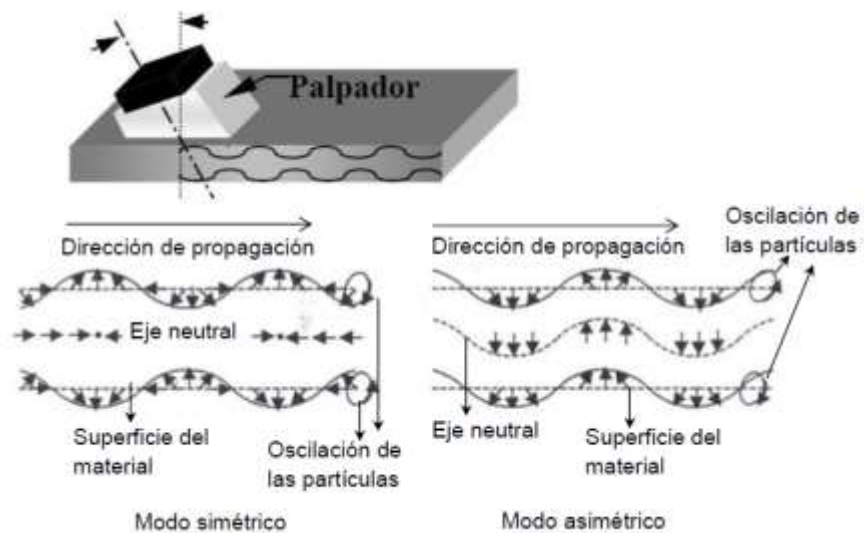 Palpador
Dirección de propagación
Eje neutral
Superficie del
material
Oscilación de
las partículas
Modo simétrico
Oscilación de
las partículas
Dirección de propagación
Eje neutral
Superficie del
material
Modo asimétrico